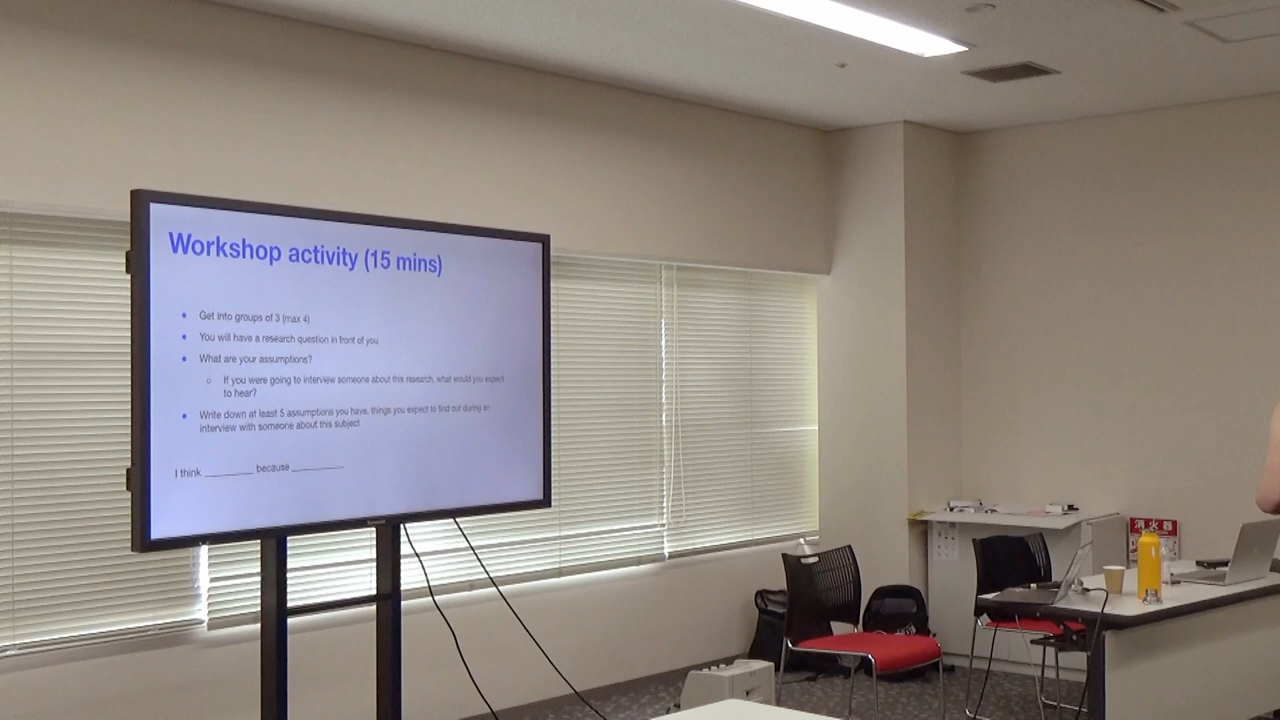 Workshop activity (15 mins)
Get into groups of 3 (max 4)
You will have a research question in front of you
What are your assumptions?
If you were going to interview someone about this research, what would you expect
to hear?
Write down at least 5 assumptions you have, things you expect to find out during an
interview with someone about this subject
I think ________ because ________
消火器